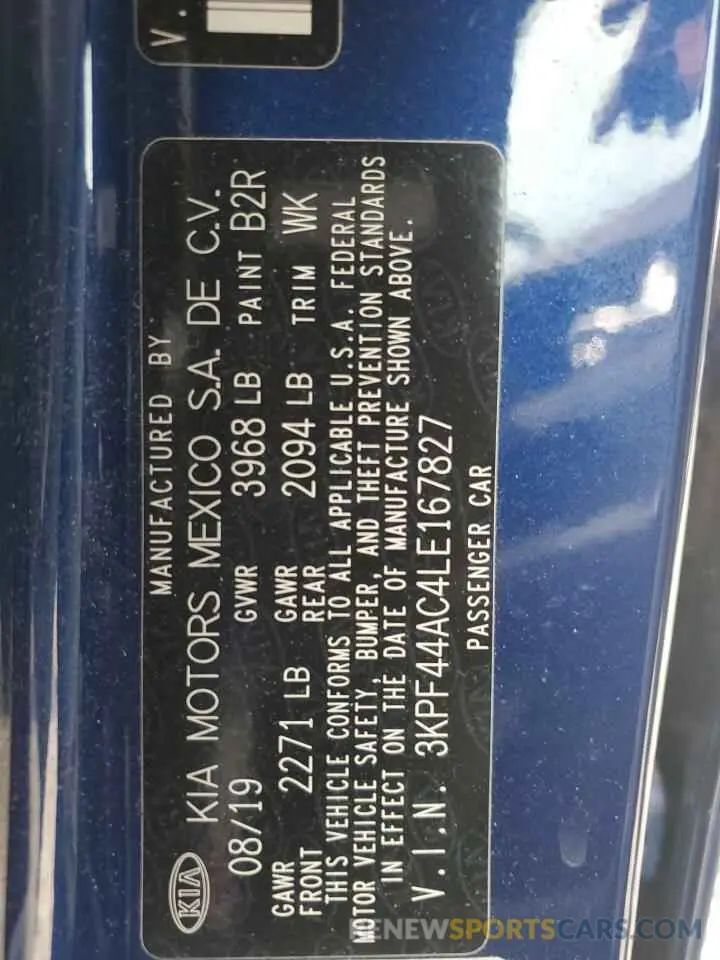 V.
MANUFACTURED BY
KIA KIA MOTORS MEXICO S.A. DE C.V.
08/19 GVWR 3968 LB PAINT B2R
GAWR FRONT 2271 LB GAWR REAR 2094 LB TRIM WK
THIS VEHICLE CONFORMS TO ALL APPLICABLE U.S.A. FEDERAL
MOTOR VEHICLE SAFETY, BUMPER, AND THEFT PREVENTION STANDARDS
IN EFFECT ON THE DATE OF MANUFACTURE SHOWN ABOVE.
V.I.N. 3KPF44AC4LE167827
PASSENGER CAR
RENEWSPORTSCARS.COM